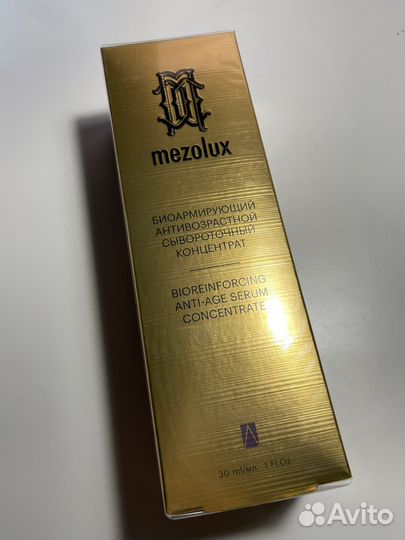 mezolux
БИОАРМИРУЮЩИЙ
АНТИВОЗРАСТНОЙ
СЫВОРОТОЧНЫЙ
КОНЦЕНТРАТ
BIOREINFORCING
ANTI-AGE SERUM
CONCENTRATE
30 ml/мл 1 Fl.Oz
Avito